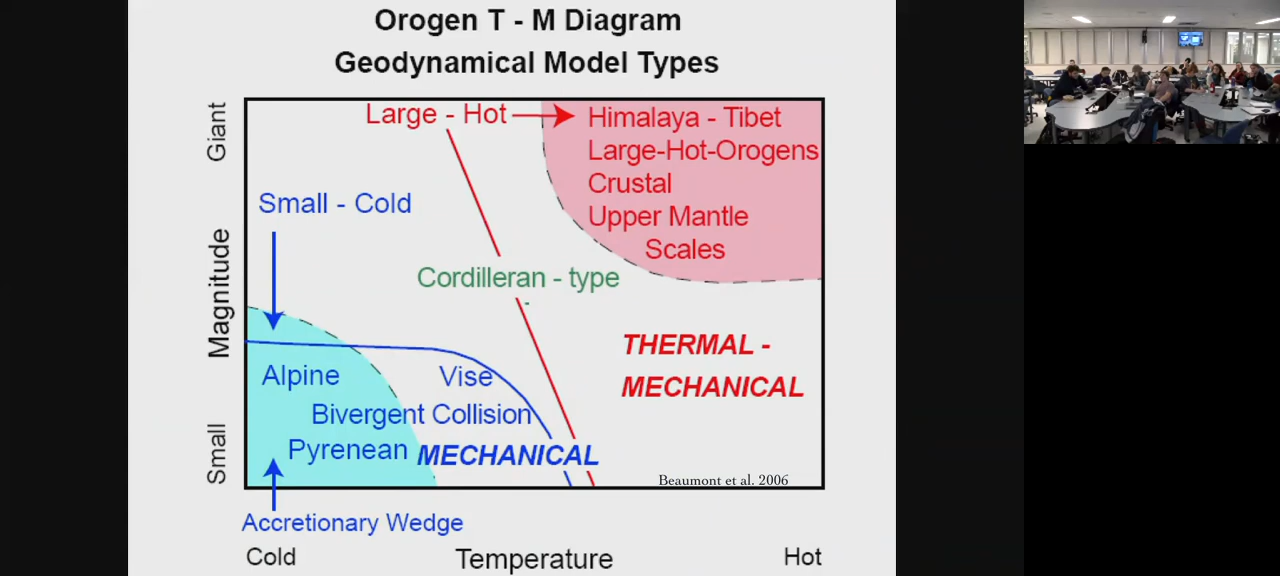 Orogen T - M Diagram
Geodynamical Model Types
Giant
Magnitude
Small
Large - Hot
Himalaya - Tibet
Large-Hot-Orogens
Crustal
Upper Mantle
Scales
Small - Cold
Cordilleran - type
THERMAL -
MECHANICAL
Alpine
Vise
Bivergent Collision
Pyrenean
MECHANICAL
Beaumont et al. 2006
Accretionary Wedge
Cold
Temperature
Hot